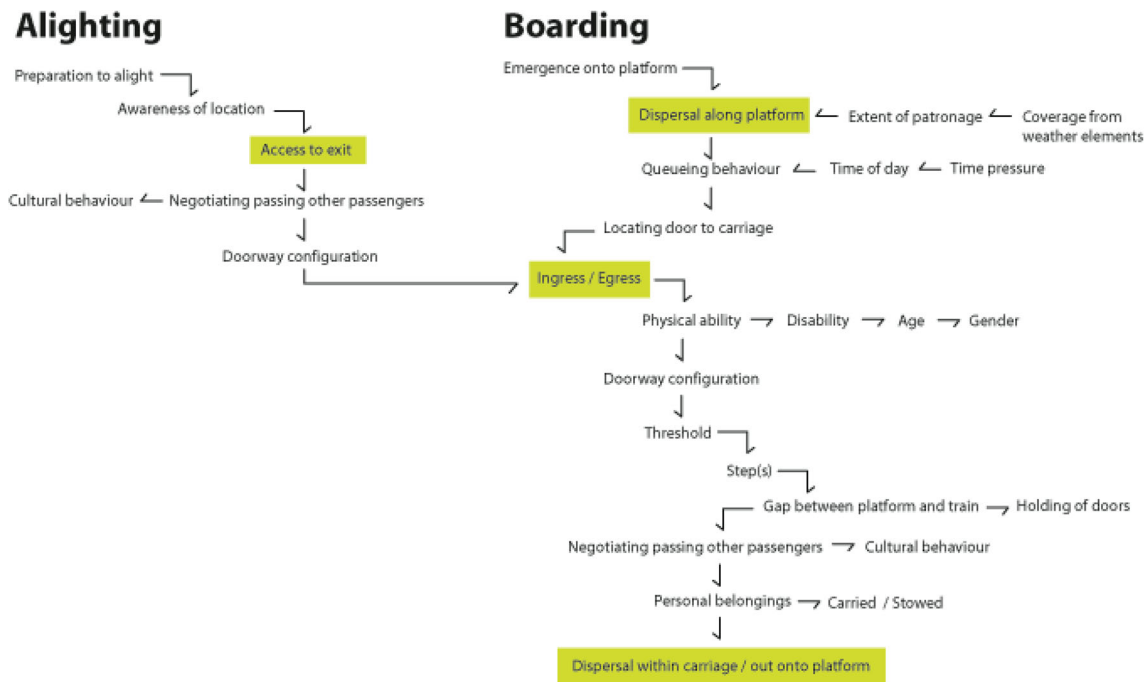 Alighting
Boarding
Preparation to alight
Awareness of location
Access to exit
Cultural behaviour
Negotiating passing other passengers
Doorway configuration
Emergence onto platform
Dispersal along platform
Extent of patronage
Coverage from
weather elements
Queueing behaviour
Time of day
Time pressure
Locating door to carriage
Ingress / Egress
Physical ability
Disability
Age
Gender
Doorway configuration
Threshold
Step(s)
Gap between platform and train
Holding of doors
Negotiating passing other passengers
Cultural behaviour
Personal belongings
Carried / Stowed
Dispersal within carriage / out onto platform